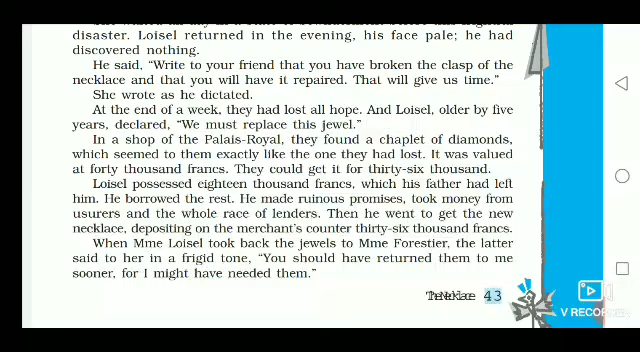 disaster. Loisel returned in the evening, his face pale; he had
discovered nothing.
He said, “Write to your friend that you have broken the clasp of the
necklace and that you will have it repaired. That will give us time.”
She wrote as he dictated.
At the end of a week, they had lost all hope. And Loisel, older by five
years, declared, “We must replace this jewel.”
In a shop of the Palais-Royal, they found a chaplet of diamonds,
which seemed to them exactly like the one they had lost. It was valued
at forty thousand francs. They could get it for thirty-six thousand.
Loisel possessed eighteen thousand francs, which his father had left
him. He borrowed the rest. He made ruinous promises, took money from
usurers and the whole race of lenders. Then he went to get the new
necklace, depositing on the merchant's counter thirty-six thousand francs.
When Mme Loisel took back the jewels to Mme Forestier, the latter
said to her in a frigid tone, “You should have returned them to me
sooner, for I might have needed them.”
The Necklace 43
V RECORDER